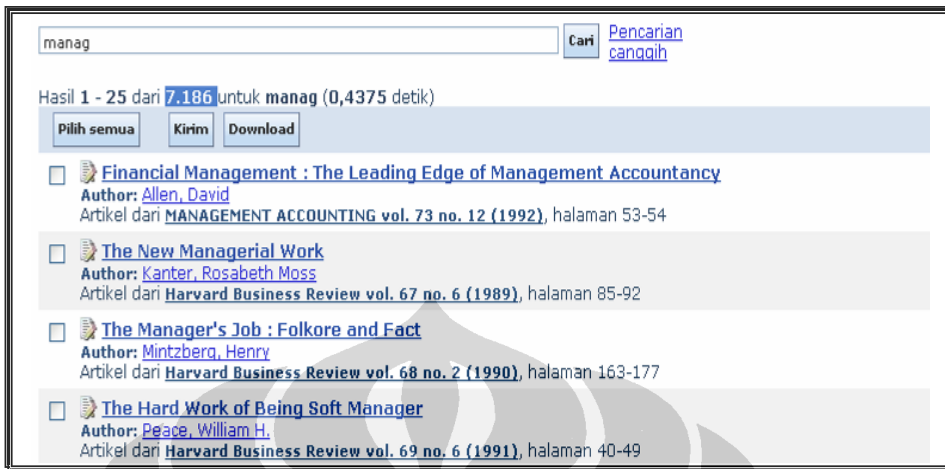 manag Cari Pencarian
canggih
Hasil 1 - 25 dari 7.186 untuk manag (0,4375 detik)
Pilih semua Kirim Download
Financial Management : The Leading Edge of Management Accountancy
Author: Allen, David
Artikel dari MANAGEMENT ACCOUNTING vol. 73 no. 12 (1992), halaman 53-54
The New Managerial Work
Author: Kanter, Rosabeth Moss
Artikel dari Harvard Business Review vol. 67 no. 6 (1989), halaman 85-92
The Manager's Job : Folkore and Fact
Author: Mintzberg, Henry
Artikel dari Harvard Business Review vol. 68 no. 2 (1990), halaman 163-177
The Hard Work of Being Soft Manager
Author: Peace, William H.
Artikel dari Harvard Business Review vol. 69 no. 6 (1991), halaman 40-49